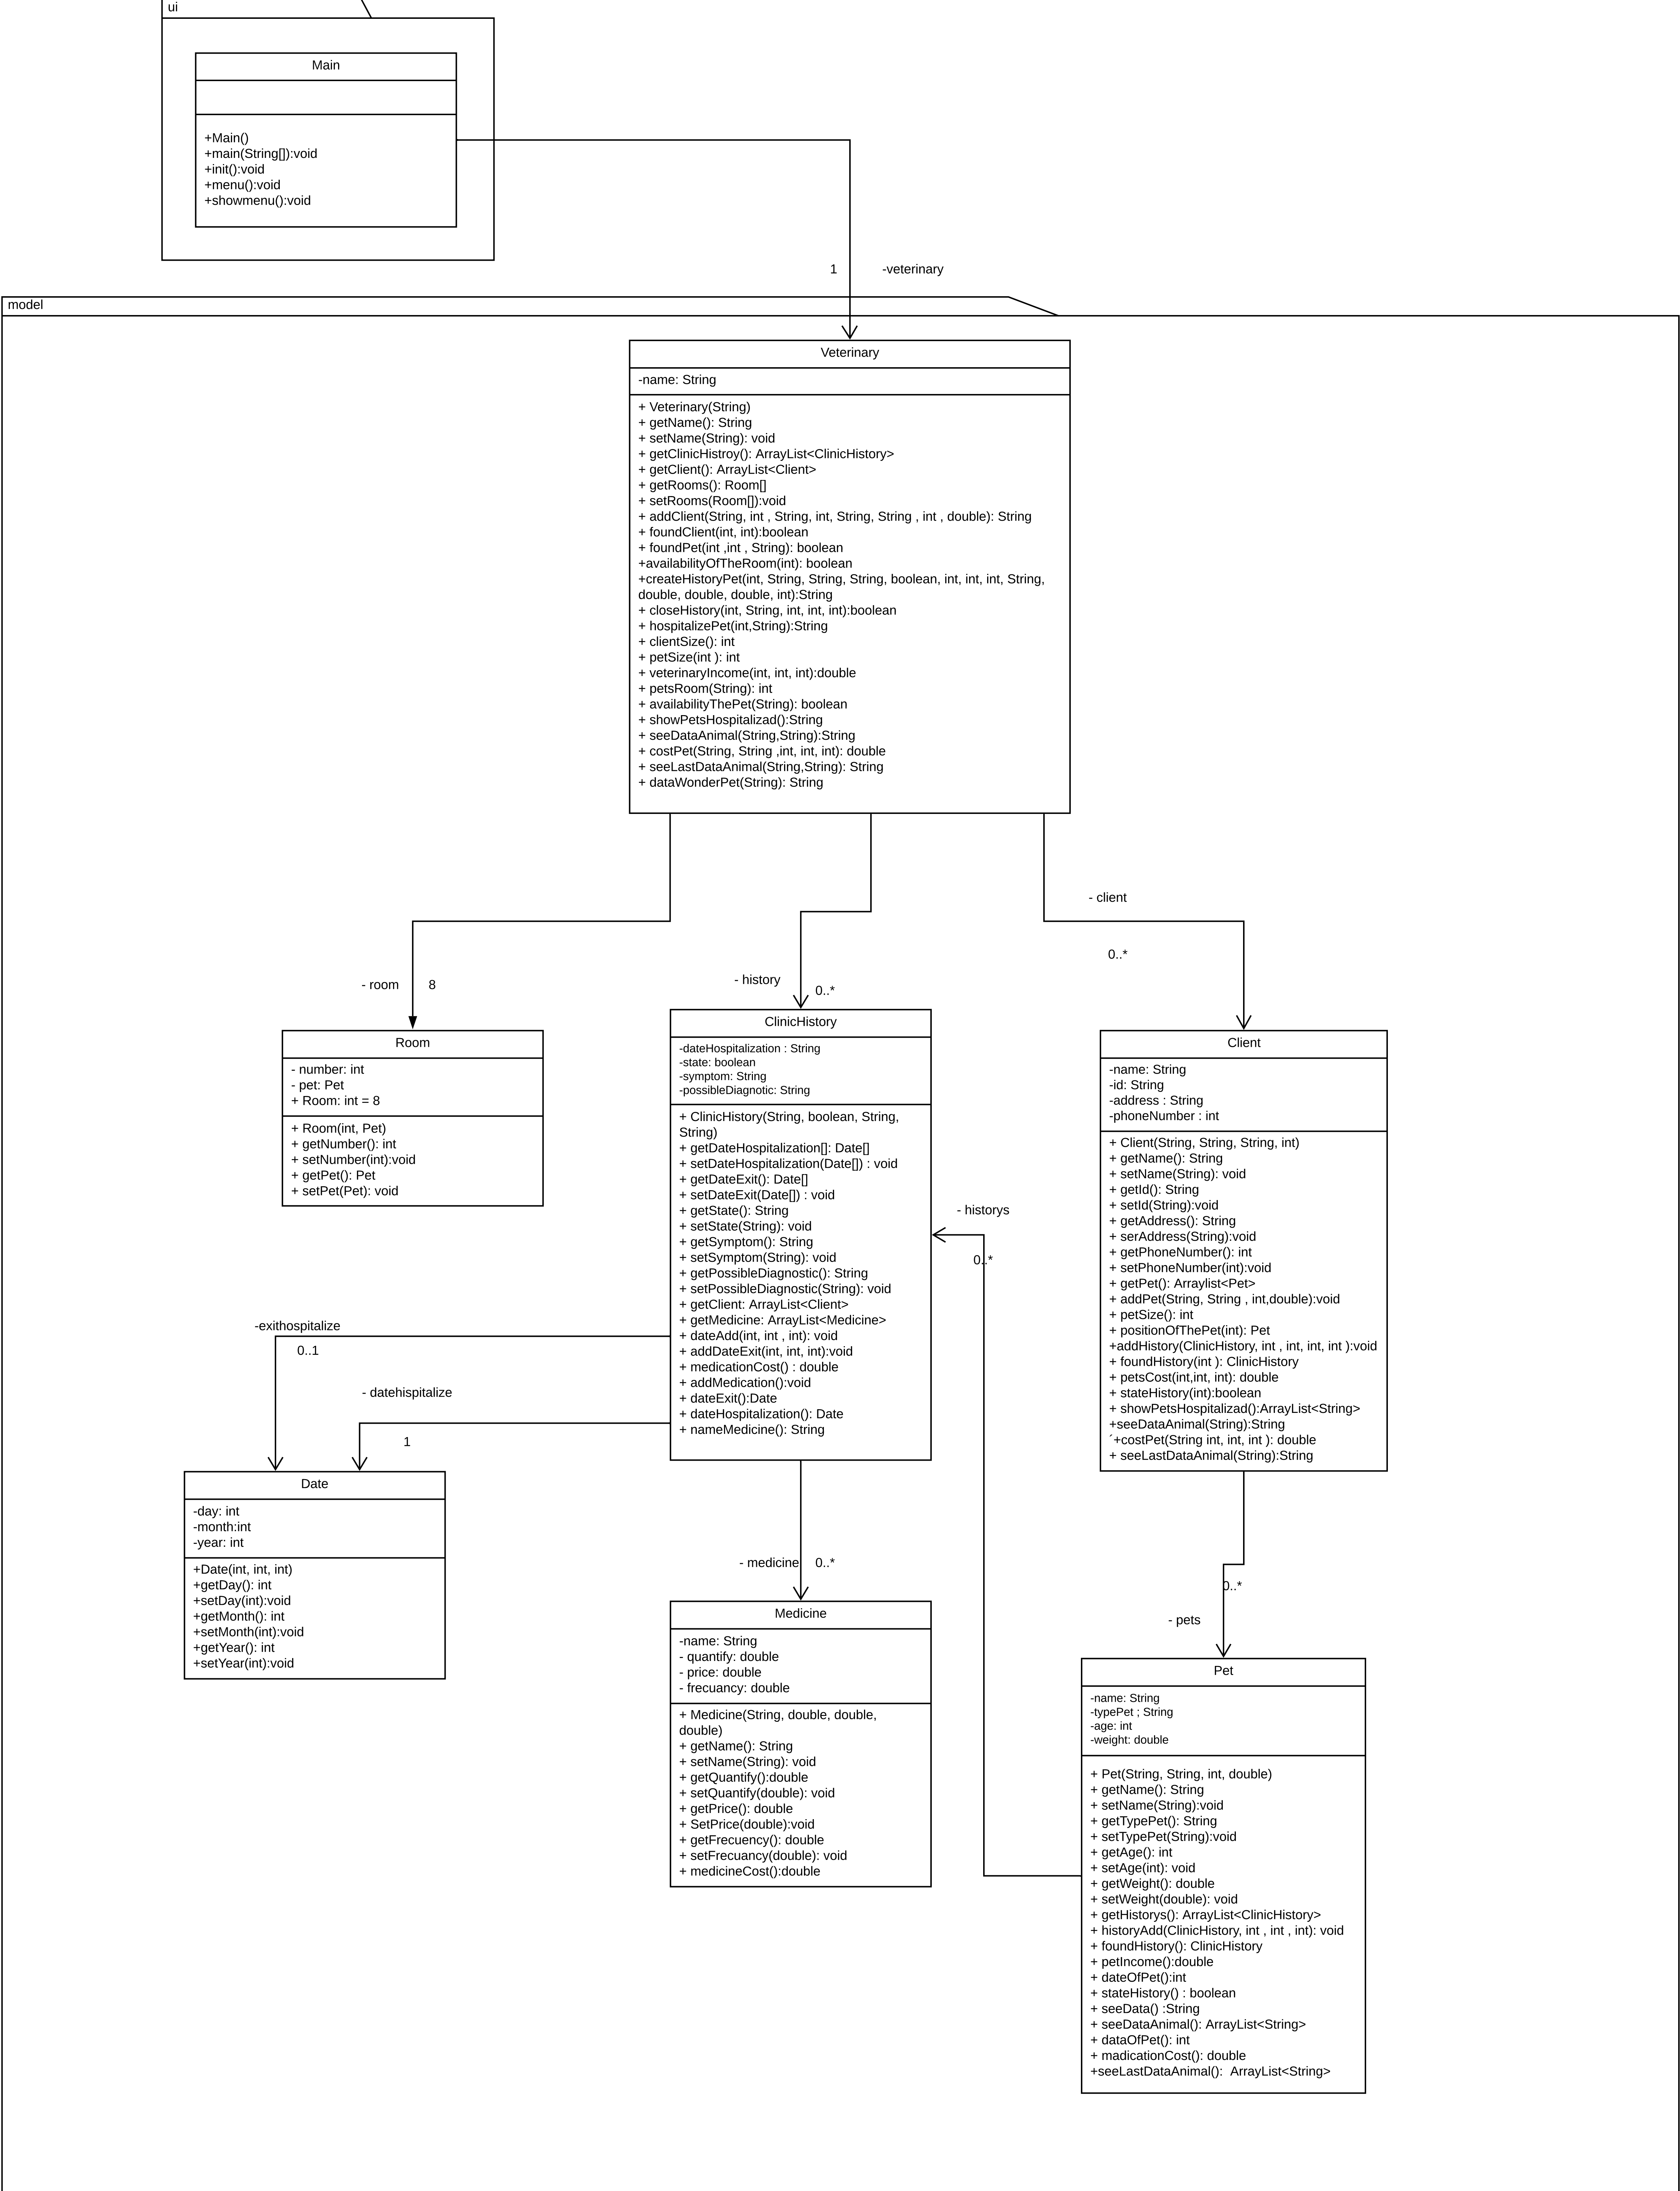 ui
Main
+Main()
+main(String[]):void
+init():void
+menu():void
+showmenu():void
1
-veterinary
model
Veterinary
-name: String
+ Veterinary(String)
+ getName(): String
+ setName(String): void
+ getClinicHistroy(): ArrayList<ClinicHistory>
+ getClient(): ArrayList<Client>
+ getRooms(): Room[]
+ setRooms(Room[]):void
+ addClient(String, int , String, int, String, String , int , double): String
+ foundClient(int, int):boolean
+ foundPet(int ,int , String): boolean
+availabilityOfTheRoom(int): boolean
+createHistoryPet(int, String, String, String, boolean, int, int, int, String,
double, double, double, int):String
+ closeHistory(int, String, int, int, int):boolean
+ hospitalizePet(int,String):String
+ clientSize(): int
+ petSize(int ): int
+ veterinaryIncome(int, int, int):double
+ petsRoom(String): int
+ availabilityThePet(String): boolean
+ showPetsHospitalizad():String
+ seeDataAnimal(String,String):String
+ costPet(String, String ,int, int, int): double
+ seeLastDataAnimal(String,String): String
+ dataWonderPet(String): String
- client
0..*
- room
8
- history
0..*
Room
- number: int
- pet: Pet
+ Room: int = 8
+ Room(int, Pet)
+ getNumber(): int
+ setNumber(int):void
+ getPet(): Pet
+ setPet(Pet): void
ClinicHistory
-dateHospitalization : String
-state: boolean
-symptom: String
-possibleDiagnotic: String
+ ClinicHistory(String, boolean, String,
String)
+ getDateHospitalization[]: Date[]
+ setDateHospitalization(Date[]) : void
+ getDateExit(): Date[]
+ setDateExit(Date[]) : void
+ getState(): String
+ setState(String): void
+ getSymptom(): String
+ setSymptom(String): void
+ getPossibleDiagnostic(): String
+ setPossibleDiagnostic(String): void
+ getClient: ArrayList<Client>
+ getMedicine: ArrayList<Medicine>
+ dateAdd(int, int , int): void
+ addDateExit(int, int, int):void
+ medicationCost() : double
+ addMedication():void
+ dateExit():Date
+ dateHospitalization(): Date
+ nameMedicine(): String
Client
-name: String
-id: String
-address : String
-phoneNumber : int
+ Client(String, String, String, int)
+ getName(): String
+ setName(String): void
+ getId(): String
+ setId(String):void
+ getAddress(): String
+ serAddress(String):void
+ getPhoneNumber(): int
+ setPhoneNumber(int):void
+ getPet(): Arraylist<Pet>
+ addPet(String, String , int,double):void
+ petSize(): int
+ positionOfThePet(int): Pet
+addHistory(ClinicHistory, int , int, int, int ):void
+ foundHistory(int ): ClinicHistory
+ petsCost(int,int, int): double
+ stateHistory(int):boolean
+ showPetsHospitalizad():ArrayList<String>
+seeDataAnimal(String):String
´+costPet(String int, int, int ): double
+ seeLastDataAnimal(String):String
- historys
0..*
-exithospitalize
0..1
- datehispitalize
1
Date
-day: int
-month:int
-year: int
+Date(int, int, int)
+getDay(): int
+setDay(int):void
+getMonth(): int
+setMonth(int):void
+getYear(): int
+setYear(int):void
- medicine
0..*
Medicine
-name: String
- quantify: double
- price: double
- frecuancy: double
+ Medicine(String, double, double,
double)
+ getName(): String
+ setName(String): void
+ getQuantify():double
+ setQuantify(double): void
+ getPrice(): double
+ SetPrice(double):void
+ getFrecuency(): double
+ setFrecuancy(double): void
+ medicineCost():double
0..*
- pets
Pet
-name: String
-typePet ; String
-age: int
-weight: double
+ Pet(String, String, int, double)
+ getName(): String
+ setName(String):void
+ getTypePet(): String
+ setTypePet(String):void
+ getAge(): int
+ setAge(int): void
+ getWeight(): double
+ setWeight(double): void
+ getHistorys(): ArrayList<ClinicHistory>
+ historyAdd(ClinicHistory, int , int , int): void
+ foundHistory(): ClinicHistory
+ petIncome():double
+ dateOfPet():int
+ stateHistory() : boolean
+ seeData() :String
+ seeDataAnimal(): ArrayList<String>
+ dataOfPet(): int
+ madicationCost(): double
+seeLastDataAnimal():  ArrayList<String>